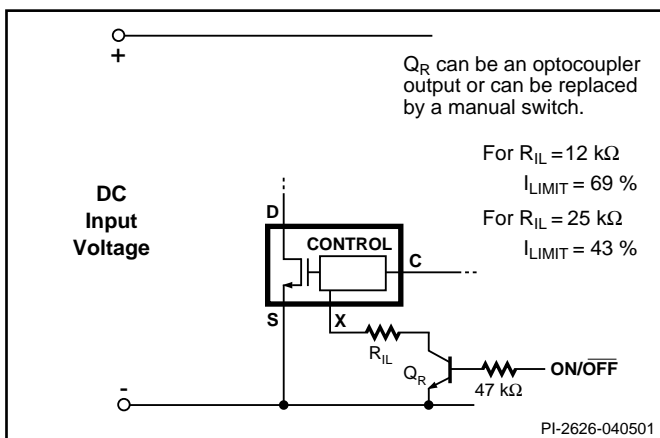 +
Q_R can be an optocoupler
output or can be replaced
by a manual switch.
For R_IL = 12 kΩ
I_LIMIT = 69 %
For R_IL = 25 kΩ
I_LIMIT = 43 %
DC
Input
Voltage
D
CONTROL
C
S
X
R_IL
Q_R
47 kΩ
ON/O̅F̅F̅
-
PI-2626-040501